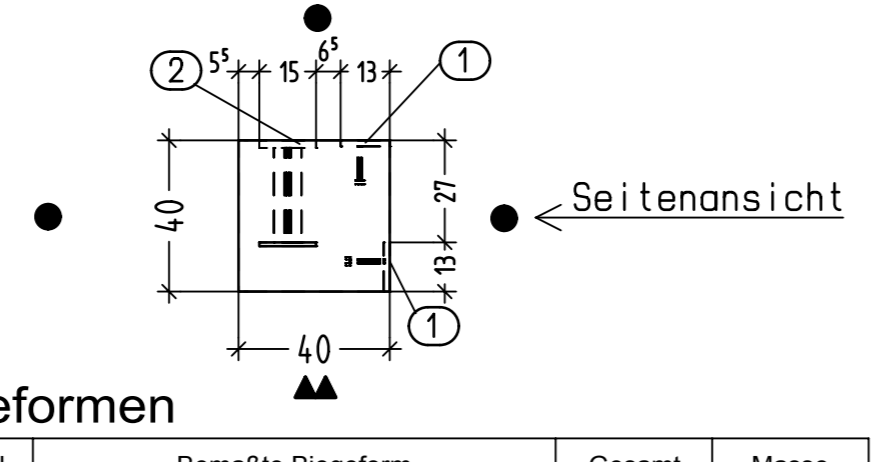 5⁵ 15 6⁵ 13
2 1
40 27
13
1
40
Seitenansicht
eformen
Bemaßte Biegeform Gesamt Masse